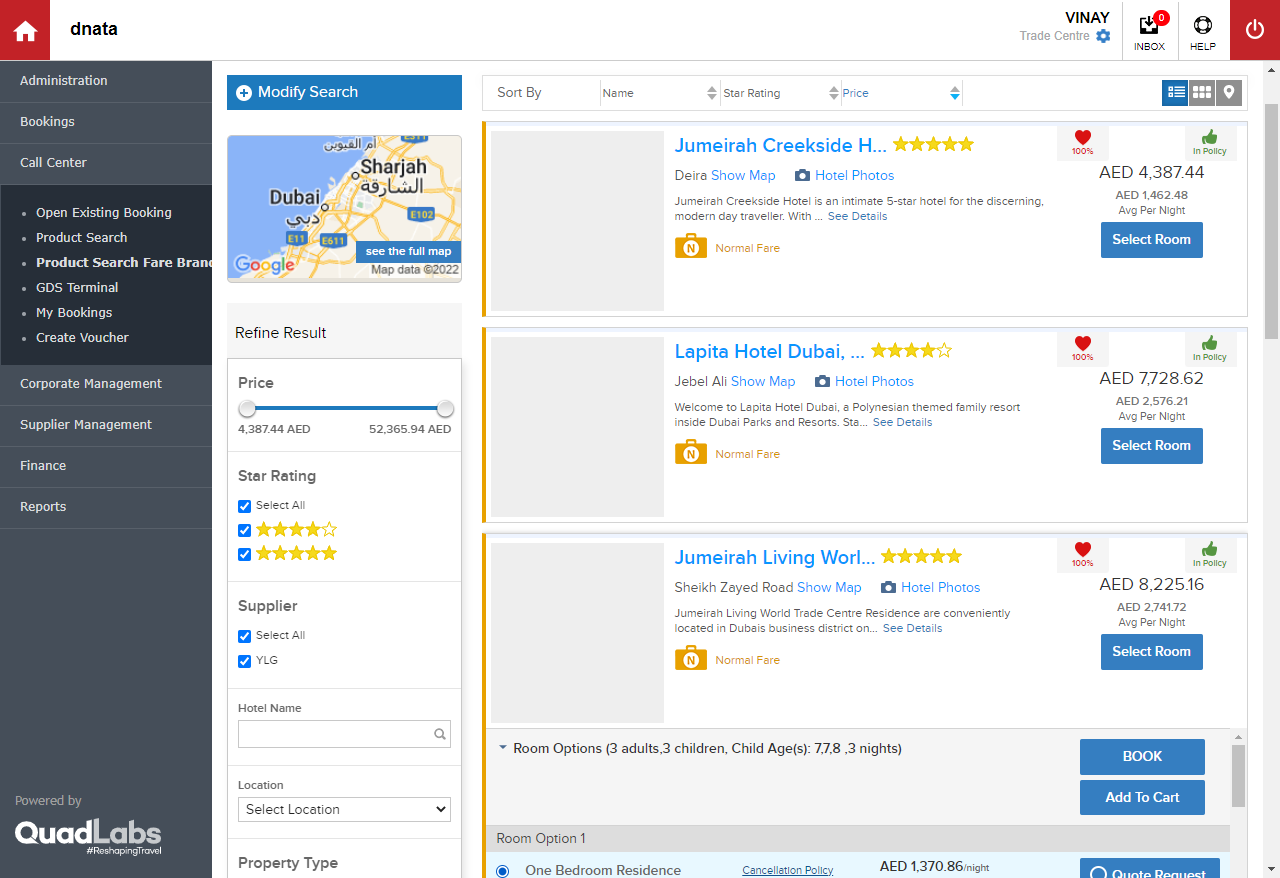 dnata
VINAY
Trade Centre
0
INBOX
HELP
Administration
Bookings
Call Center
Open Existing Booking
Product Search
Product Search Fare Brand
GDS Terminal
My Bookings
Create Voucher
Corporate Management
Supplier Management
Finance
Reports
Powered by
QuadLabs
#ReshapingTravel
Modify Search
أم القيوين
E311
Sharjah
الشارقة
Dubai
دبي
E102
E11
E611
see the full map
Google
Map data ©2022
Refine Result
Price
4,387.44 AED
52,365.94 AED
Star Rating
Select All
Supplier
Select All
YLG
Hotel Name
Location
Select Location
Property Type
Sort By
Name
Star Rating
Price
Jumeirah Creekside H...
100%
In Policy
Deira Show Map
Hotel Photos
AED 4,387.44
Jumeirah Creekside Hotel is an intimate 5-star hotel for the discerning,
modern day traveller. With ... See Details
AED 1,462.48
Avg Per Night
N
Normal Fare
Select Room
Lapita Hotel Dubai, ...
100%
In Policy
Jebel Ali Show Map
Hotel Photos
AED 7,728.62
Welcome to Lapita Hotel Dubai, a Polynesian themed family resort
inside Dubai Parks and Resorts. Sta... See Details
AED 2,576.21
Avg Per Night
N
Normal Fare
Select Room
Jumeirah Living Worl...
100%
In Policy
Sheikh Zayed Road Show Map
Hotel Photos
AED 8,225.16
Jumeirah Living World Trade Centre Residence are conveniently
located in Dubais business district on... See Details
AED 2,741.72
Avg Per Night
N
Normal Fare
Select Room
Room Options (3 adults,3 children, Child Age(s): 7,7,8 ,3 nights)
BOOK
Add To Cart
Room Option 1
One Bedroom Residence
Cancellation Policy
AED 1,370.86/night
Quote Request